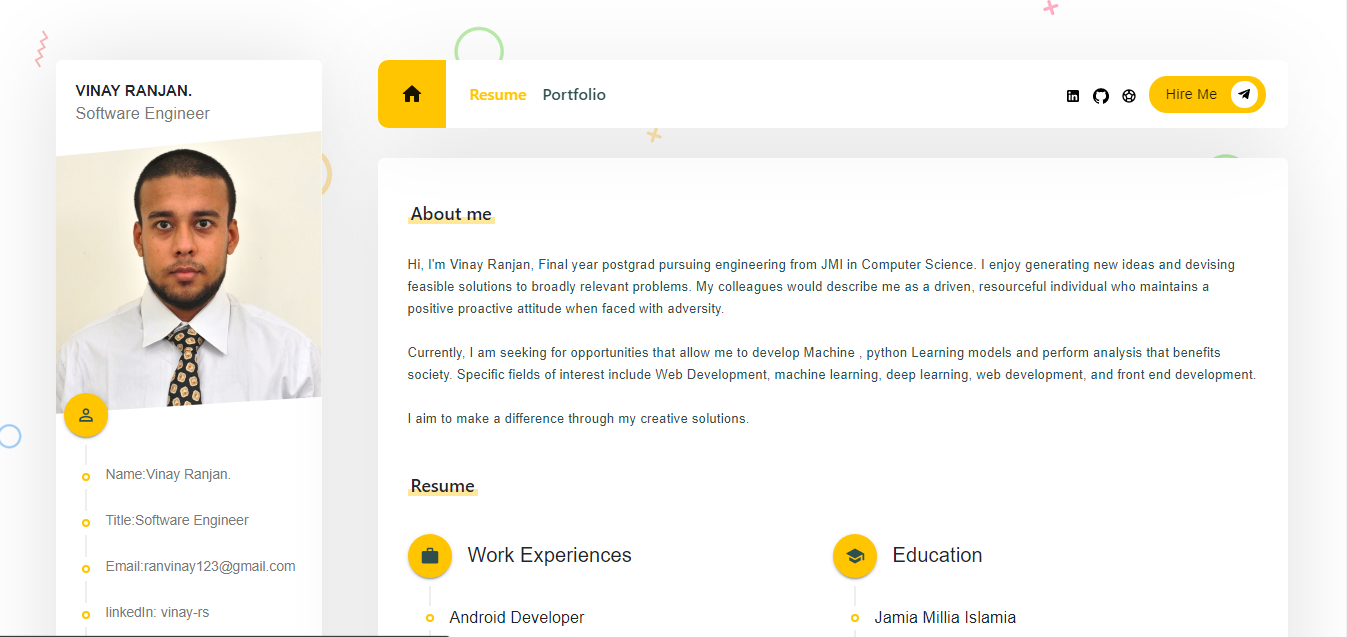 VINAY RANJAN.
Software Engineer
Name:Vinay Ranjan.
Title:Software Engineer
Email:ranvinay123@gmail.com
linkedIn: vinay-rs
Resume Portfolio
Hire Me
About me
Hi, I'm Vinay Ranjan, Final year postgrad pursuing engineering from JMI in Computer Science. I enjoy generating new ideas and devising
feasible solutions to broadly relevant problems. My colleagues would describe me as a driven, resourceful individual who maintains a
positive proactive attitude when faced with adversity.
Currently, I am seeking for opportunities that allow me to develop Machine , python Learning models and perform analysis that benefits
society. Specific fields of interest include Web Development, machine learning, deep learning, web development, and front end development.
I aim to make a difference through my creative solutions.
Resume
Work Experiences
Android Developer
Education
Jamia Millia Islamia